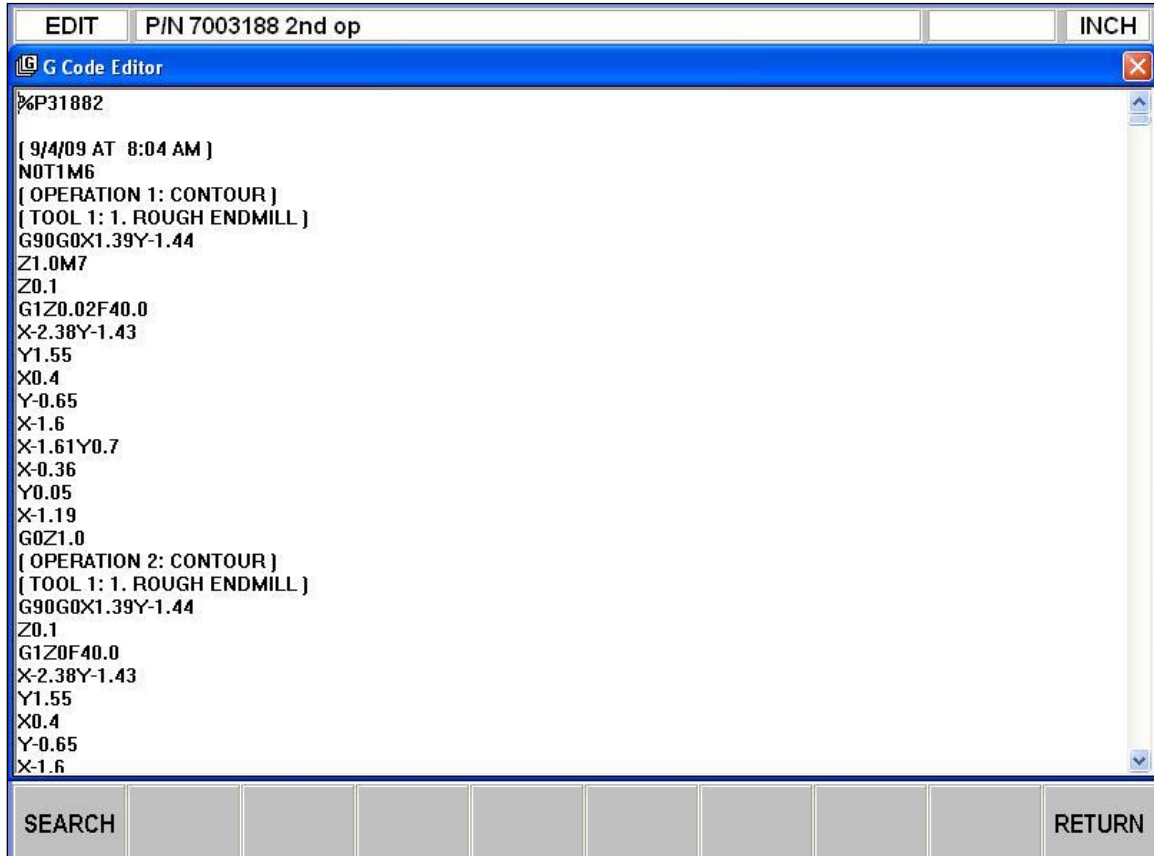 EDIT P/N 7003188 2nd op INCH
G Code Editor
%P31882
( 9/4/09 AT  8:04 AM )
N0T1M6
( OPERATION 1: CONTOUR )
( TOOL 1: 1. ROUGH ENDMILL )
G90G0X1.39Y-1.44
Z1.0M7
Z0.1
G1Z0.02F40.0
X-2.38Y-1.43
Y1.55
X0.4
Y-0.65
X-1.6
X-1.61Y0.7
X-0.36
Y0.05
X-1.19
G0Z1.0
( OPERATION 2: CONTOUR )
( TOOL 1: 1. ROUGH ENDMILL )
G90G0X1.39Y-1.44
Z0.1
G1Z0F40.0
X-2.38Y-1.43
Y1.55
X0.4
Y-0.65
X-1.6
SEARCH RETURN